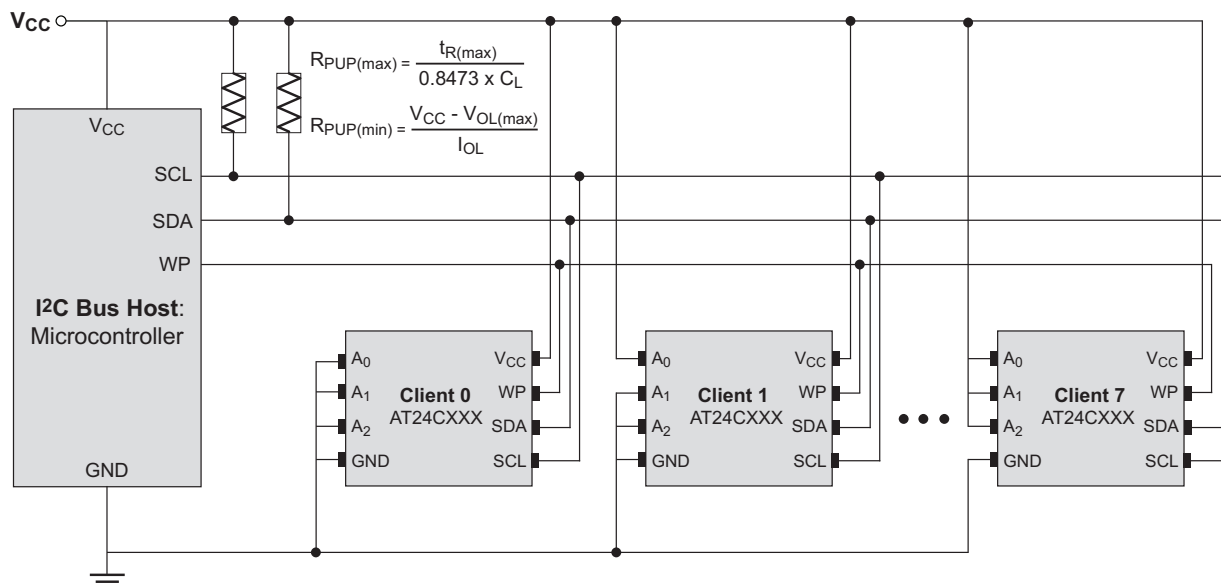 VCC
RPUP(max) = tR(max) / 0.8473 x CL
RPUP(min) = VCC - VOL(max) / IOL
VCC
SCL
SDA
WP
I2C Bus Host:
Microcontroller
GND
A0
A1
A2
GND
Client 0
AT24CXXX
VCC
WP
SDA
SCL
A0
A1
A2
GND
Client 1
AT24CXXX
VCC
WP
SDA
SCL
A0
A1
A2
GND
Client 7
AT24CXXX
VCC
WP
SDA
SCL